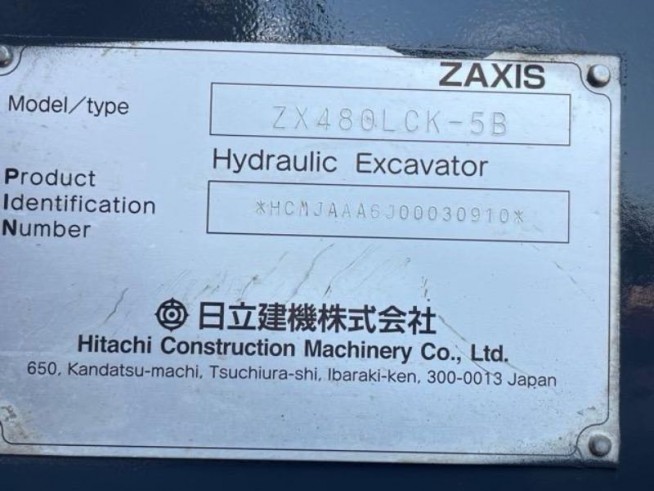 ZAXIS
Model/type
ZX480LCK-5B
Hydraulic Excavator
Product
Identification
Number
*HCMJAAA6J00030910*
日立建機株式会社
Hitachi Construction Machinery Co., Ltd.
650, Kandatsu-machi, Tsuchiura-shi, Ibaraki-ken, 300-0013 Japan